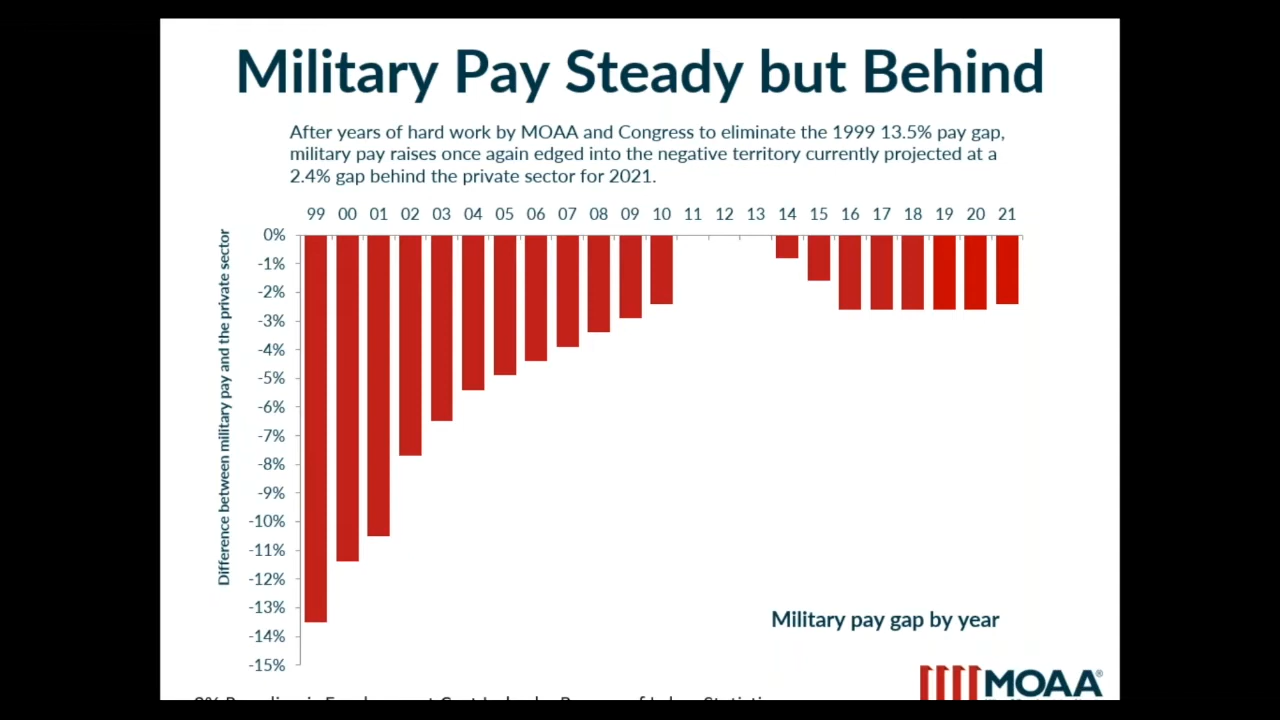 Military Pay Steady but Behind
After years of hard work by MOAA and Congress to eliminate the 1999 13.5% pay gap,
military pay raises once again edged into the negative territory currently projected at a
2.4% gap behind the private sector for 2021.
99 00 01 02 03 04 05 06 07 08 09 10 11 12 13 14 15 16 17 18 19 20 21
Difference between military pay and the private sector
0%
-1%
-2%
-3%
-4%
-5%
-6%
-7%
-8%
-9%
-10%
-11%
-12%
-13%
-14%
-15%
Military pay gap by year
MOAA®